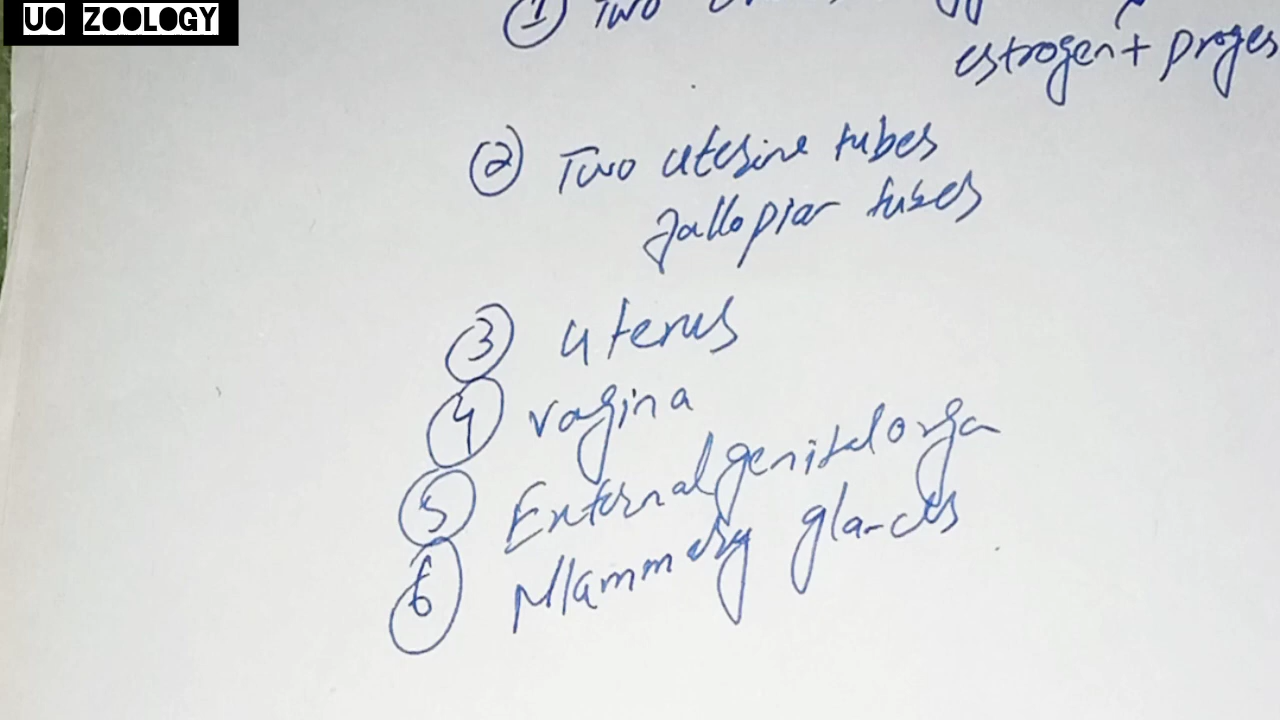 UO ZOOLOGY
① Two
estrogen + proges
② Two uterine tubes
fallopian tubes
③ uterus
④ vagina
⑤ External genital orga
⑥ Mammary glands